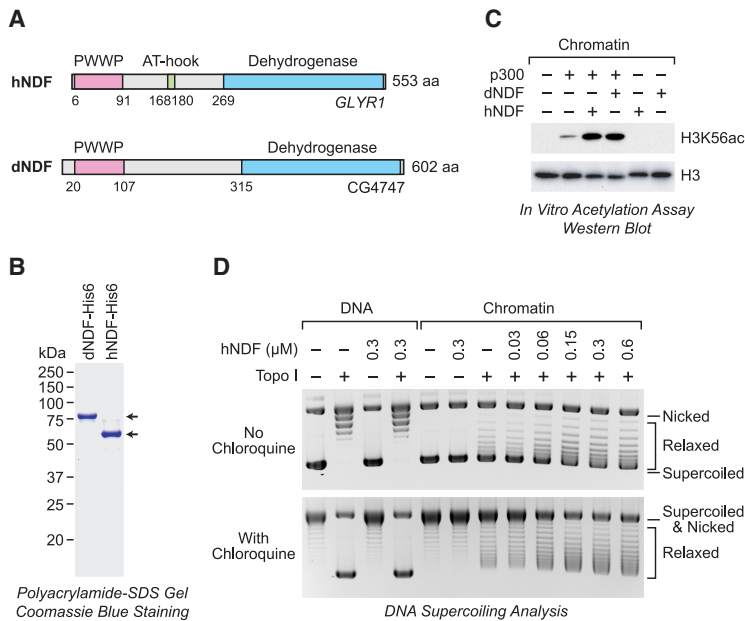 A
PWWP AT-hook Dehydrogenase
hNDF 553 aa
6 91 168 180 269 GLYR1
PWWP Dehydrogenase
dNDF 602 aa
20 107 315 CG4747
B
dNDF-His6
hNDF-His6
kDa
250
150
100
75
50
37
25
20
Polyacrylamide-SDS Gel
Coomassie Blue Staining
C
Chromatin
p300 – + + + – –
dNDF – – – + – +
hNDF – – + – + –
H3K56ac
H3
In Vitro Acetylation Assay
Western Blot
D
DNA Chromatin
hNDF (μM) – – 0.3 0.3 – 0.3 – 0.03 0.06 0.15 0.3 0.6
Topo I – + – + – – + + + + + +
No
Chloroquine
Nicked
Relaxed
Supercoiled
With
Chloroquine
Supercoiled
& Nicked
Relaxed
DNA Supercoiling Analysis